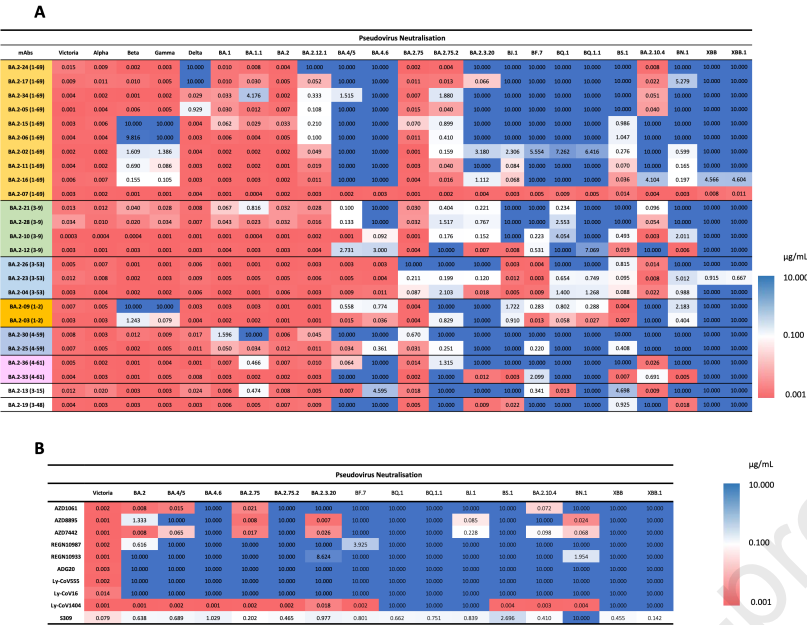 A
Pseudovirus Neutralisation
mAbs Victoria Alpha Beta Gamma Delta BA.1 BA.1.1 BA.2 BA.2.12.1 BA.4/5 BA.4.6 BA.2.75 BA.2.75.2 BA.2.3.20 BJ.1 BF.7 BQ.1 BQ.1.1 BS.1 BA.2.10.4 BN.1 XBB XBB.1
BA.2-24 (1-69) 0.015 0.009 0.002 0.003 10.000 0.010 0.008 0.004 10.000 10.000 10.000 0.002 0.004 10.000 10.000 10.000 10.000 10.000 10.000 0.008 10.000 10.000 10.000
BA.2-17 (1-69) 0.009 0.011 0.010 0.005 10.000 0.010 0.030 0.005 0.052 10.000 10.000 0.011 0.013 0.066 10.000 10.000 10.000 10.000 10.000 0.022 5.279 10.000 10.000
BA.2-34 (1-69) 0.004 0.004 0.002 0.001 0.029 0.033 4.176 0.006 0.333 1.515 10.000 0.007 1.880 10.000 10.000 10.000 10.000 10.000 10.000 0.051 10.000 10.000 10.000
BA.2-05 (1-69) 0.001 0.004 0.006 0.005 0.929 0.030 0.012 0.007 0.108 10.000 10.000 0.015 0.040 10.000 10.000 10.000 10.000 10.000 10.000 0.040 10.000 10.000 10.000
BA.2-15 (1-69) 0.003 0.006 10.000 10.000 0.004 0.062 0.029 0.033 0.210 10.000 10.000 0.070 0.899 10.000 10.000 10.000 10.000 10.000 0.986 10.000 10.000 10.000 10.000
BA.2-06 (1-69) 0.004 0.004 9.816 10.000 0.003 0.006 0.004 0.005 0.100 10.000 10.000 0.011 0.410 10.000 10.000 10.000 10.000 10.000 1.047 10.000 10.000 10.000 10.000
BA.2-02 (1-69) 0.002 0.002 1.609 1.386 0.004 0.002 0.002 0.002 0.049 10.000 10.000 0.001 0.159 3.180 2.306 5.554 7.262 6.416 0.276 10.000 0.599 10.000 10.000
BA.2-11 (1-69) 0.004 0.002 0.690 0.086 0.003 0.002 0.002 0.002 0.011 10.000 10.000 0.003 0.040 10.000 0.084 10.000 10.000 10.000 0.070 10.000 0.165 10.000 10.000
BA.2-16 (1-69) 0.006 0.002 0.155 0.105 0.003 0.002 0.002 0.002 0.012 10.000 10.000 0.004 0.016 1.112 0.068 10.000 10.000 10.000 0.036 4.104 0.197 4.566 4.604
BA.2-07 (1-69) 0.003 0.002 0.001 0.001 0.004 0.001 0.0004 0.001 0.002 0.002 0.003 0.002 0.002 0.002 0.007 0.005 0.005 0.005 0.014 0.004 0.003 0.008 0.011
BA.2-21 (3-9) 0.013 0.012 0.040 0.028 0.008 0.067 0.816 0.032 0.028 0.100 10.000 0.030 0.404 0.221 10.000 10.000 10.000 10.000 0.034 0.096 10.000 10.000 10.000
BA.2-28 (3-9) 0.034 0.010 0.020 0.034 0.007 0.043 0.023 0.032 0.016 0.133 10.000 0.032 1.517 0.767 10.000 10.000 2.553 10.000 10.000 0.054 10.000 10.000 10.000
BA.2-10 (3-9) 0.0003 0.0004 0.0004 0.001 0.001 0.001 0.001 0.001 0.001 0.001 0.092 0.001 0.176 0.152 10.000 0.223 4.054 10.000 0.493 0.003 2.011 10.000 10.000
BA.2-12 (3-9) 0.003 0.003 0.003 0.003 0.003 0.002 0.003 0.002 0.004 2.731 3.000 0.002 10.000 0.007 0.008 0.531 10.000 7.069 10.000 10.000 0.006 10.000 10.000
BA.2-26 (3-53) 0.003 0.002 0.003 0.003 0.002 0.002 0.002 0.002 0.002 0.002 0.002 10.000 10.000 10.000 0.003 0.004 10.000 10.000 0.815 0.014 10.000 10.000 10.000
BA.2-23 (3-53) 0.012 0.008 0.002 0.003 0.005 0.006 0.005 0.004 0.004 0.005 0.005 0.211 0.199 0.120 0.003 0.012 0.654 0.749 0.095 0.008 5.012 0.915 0.667
BA.2-04 (3-53) 0.004 0.003 0.002 0.002 0.003 0.003 0.003 0.002 0.002 0.004 0.005 0.087 2.103 0.018 0.005 0.009 1.400 1.268 0.088 0.022 0.988 10.000 10.000
BA.2-09 (1-2) 0.007 0.005 10.000 10.000 0.003 0.003 0.003 0.001 0.004 0.558 0.774 0.004 10.000 10.000 1.722 0.283 0.802 0.288 0.004 10.000 2.183 10.000 10.000
BA.2-03 (1-2) 0.003 0.002 1.243 0.079 0.004 0.002 0.002 0.003 0.004 0.015 0.036 0.004 0.829 10.000 0.910 0.013 0.058 0.027 0.007 10.000 0.404 10.000 10.000
BA.2-30 (4-59) 0.008 0.003 0.012 0.009 0.017 1.596 10.000 0.006 0.045 10.000 10.000 0.670 10.000 10.000 10.000 10.000 10.000 10.000 10.000 10.000 10.000 10.000 10.000
BA.2-25 (4-59) 0.007 0.002 0.005 0.002 0.011 0.050 0.034 0.011 0.012 0.034 0.361 0.031 0.251 10.000 10.000 0.220 10.000 10.000 0.408 10.000 10.000 10.000 10.000
BA.2-36 (4-61) 0.005 0.002 0.001 0.002 0.002 0.007 0.466 0.004 0.010 0.064 10.000 0.014 1.315 10.000 10.000 10.000 10.000 10.000 10.000 0.026 10.000 10.000 10.000
BA.2-33 (4-61) 0.004 0.005 0.001 0.005 0.008 0.002 0.002 0.002 0.003 0.004 10.000 0.002 10.000 0.012 0.003 2.099 10.000 10.000 0.007 0.691 0.005 10.000 10.000
BA.2-13 (3-15) 0.012 0.020 0.003 0.003 0.024 0.006 0.474 0.008 0.003 0.006 4.595 0.018 10.000 0.005 10.000 0.341 0.013 10.000 4.698 0.009 10.000 10.000 10.000
BA.2-19 (3-48) 0.004 0.003 0.003 0.003 0.003 0.006 0.005 0.007 0.009 10.000 10.000 0.005 10.000 0.009 0.022 10.000 10.000 10.000 0.925 10.000 0.018 10.000 10.000
µg/mL
10.000
0.100
0.001
B
Pseudovirus Neutralisation
Victoria BA.2 BA.4/5 BA.4.6 BA.2.75 BA.2.75.2 BA.2.3.20 BF.7 BQ.1 BQ.1.1 BJ.1 BS.1 BA.2.10.4 BN.1 XBB XBB.1
AZD1061 0.002 0.008 0.015 10.000 0.021 10.000 10.000 10.000 10.000 10.000 10.000 10.000 0.072 10.000 10.000 10.000
AZD8895 0.001 1.333 10.000 10.000 0.008 10.000 0.007 10.000 10.000 10.000 0.085 10.000 10.000 0.024 10.000 10.000
AZD7442 0.001 0.008 0.065 10.000 0.017 10.000 0.026 10.000 10.000 10.000 0.228 10.000 0.098 0.068 10.000 10.000
REGN10987 0.002 0.616 10.000 10.000 10.000 10.000 10.000 3.925 10.000 10.000 10.000 10.000 10.000 10.000 10.000 10.000
REGN10933 0.001 10.000 10.000 10.000 10.000 10.000 8.624 10.000 10.000 10.000 10.000 10.000 10.000 1.954 10.000 10.000
ADG20 0.003 10.000 10.000 10.000 10.000 10.000 10.000 10.000 10.000 10.000 10.000 10.000 10.000 10.000 10.000 10.000
Ly-CoV555 0.002 10.000 10.000 10.000 10.000 10.000 10.000 10.000 10.000 10.000 10.000 10.000 10.000 10.000 10.000 10.000
Ly-CoV16 0.014 10.000 10.000 10.000 10.000 10.000 10.000 10.000 10.000 10.000 10.000 10.000 10.000 10.000 10.000 10.000
Ly-CoV1404 0.001 0.001 0.002 0.001 0.002 0.002 0.018 0.002 10.000 10.000 0.004 0.003 0.004 10.000 10.000
S309 0.079 0.638 0.689 1.029 0.202 0.465 0.977 0.801 0.662 0.751 0.839 2.696 0.410 10.000 0.455 0.142
µg/mL
10.000
0.100
0.001